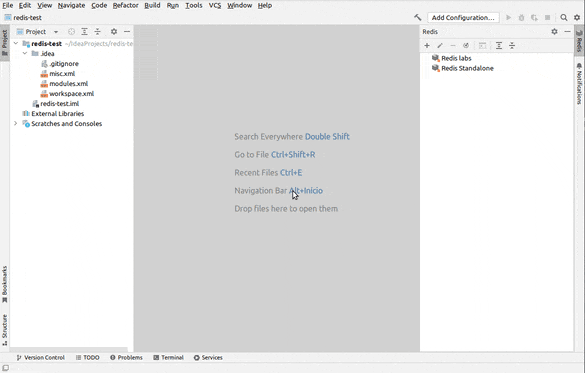 File Edit View Navigate Code Refactor Build Run Tools VCS Window Help
redis-test
Add Configuration...
Project
Project
redis-test ~/IdeaProjects/redis-te
.idea
.gitignore
misc.xml
modules.xml
workspace.xml
redis-test.iml
External Libraries
Scratches and Consoles
Bookmarks
Structure
Search Everywhere Double Shift
Go to File Ctrl+Shift+R
Recent Files Ctrl+E
Navigation Bar Alt+Inicio
Drop files here to open them
Redis
Redis labs
Redis Standalone
Redis
Notifications
Version Control TODO Problems Terminal Services